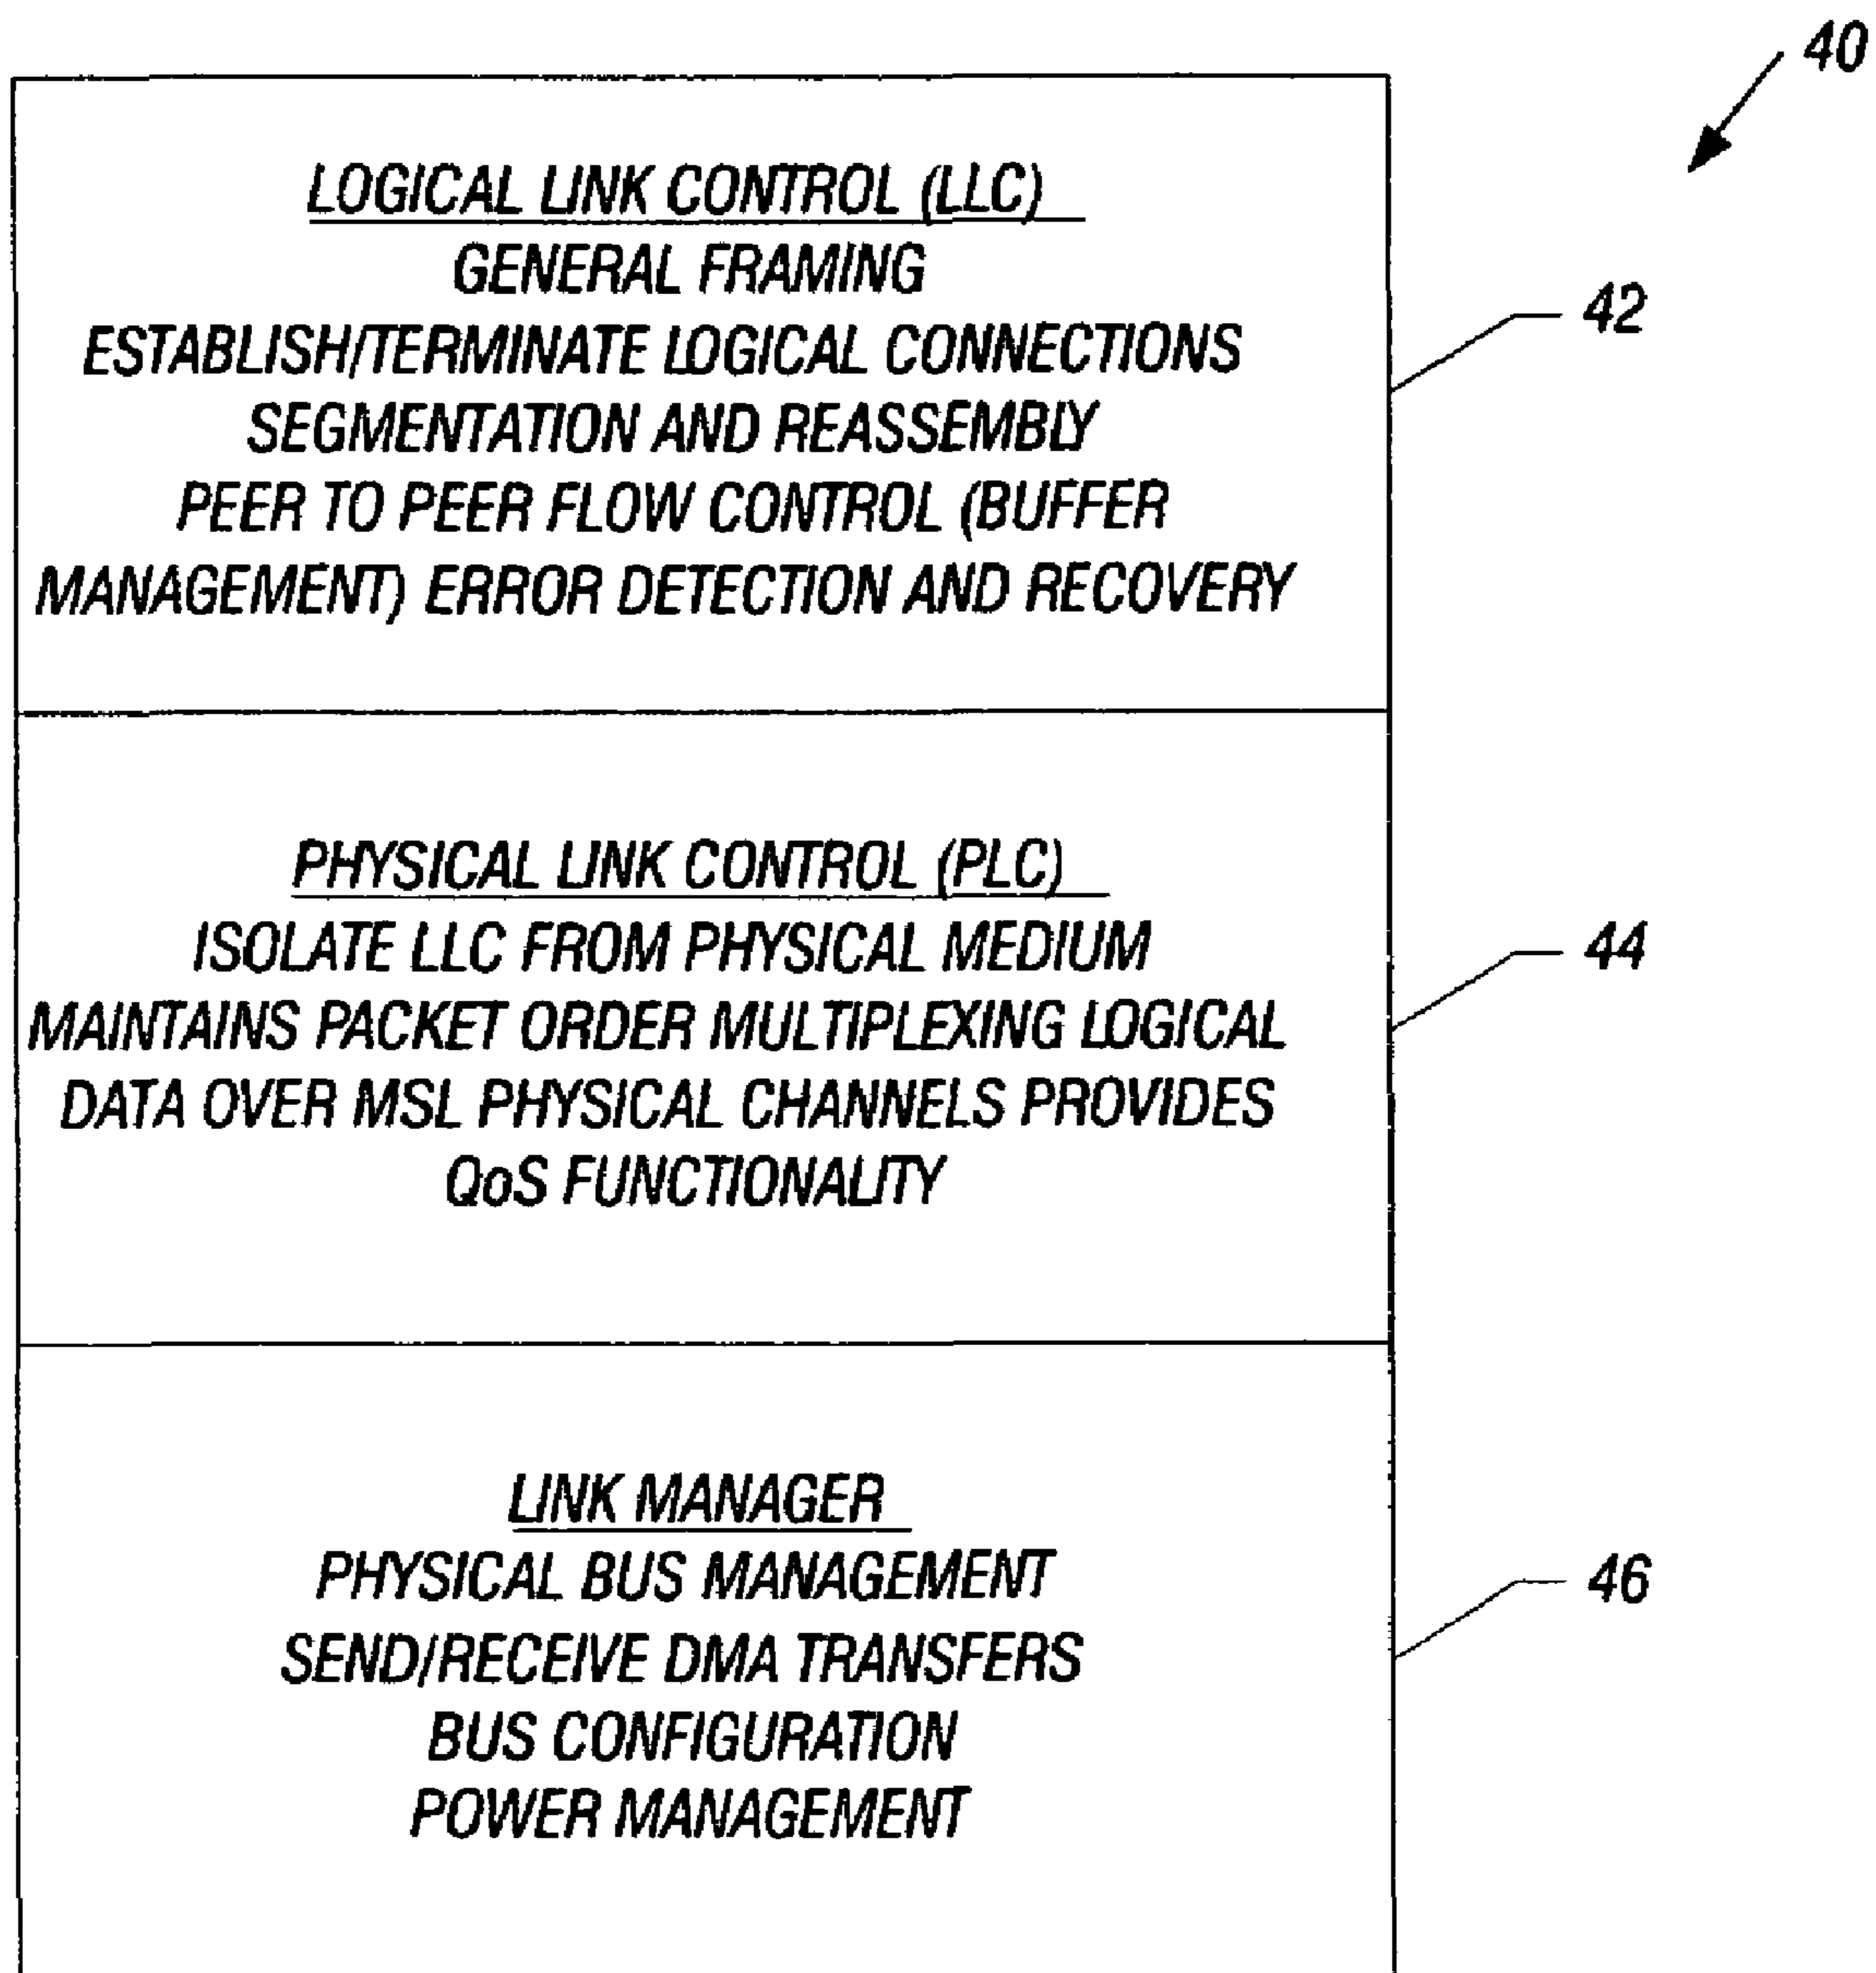 40
LOGICAL LINK CONTROL (LLC)
GENERAL FRAMING
ESTABLISH/TERMINATE LOGICAL CONNECTIONS
SEGMENTATION AND REASSEMBLY
PEER TO PEER FLOW CONTROL (BUFFER
MANAGEMENT) ERROR DETECTION AND RECOVERY
42
PHYSICAL LINK CONTROL (PLC)
ISOLATE LLC FROM PHYSICAL MEDIUM
MAINTAINS PACKET ORDER MULTIPLEXING LOGICAL
DATA OVER MSL PHYSICAL CHANNELS PROVIDES
QoS FUNCTIONALITY
44
LINK MANAGER
PHYSICAL BUS MANAGEMENT
SEND/RECEIVE DMA TRANSFERS
BUS CONFIGURATION
POWER MANAGEMENT
46